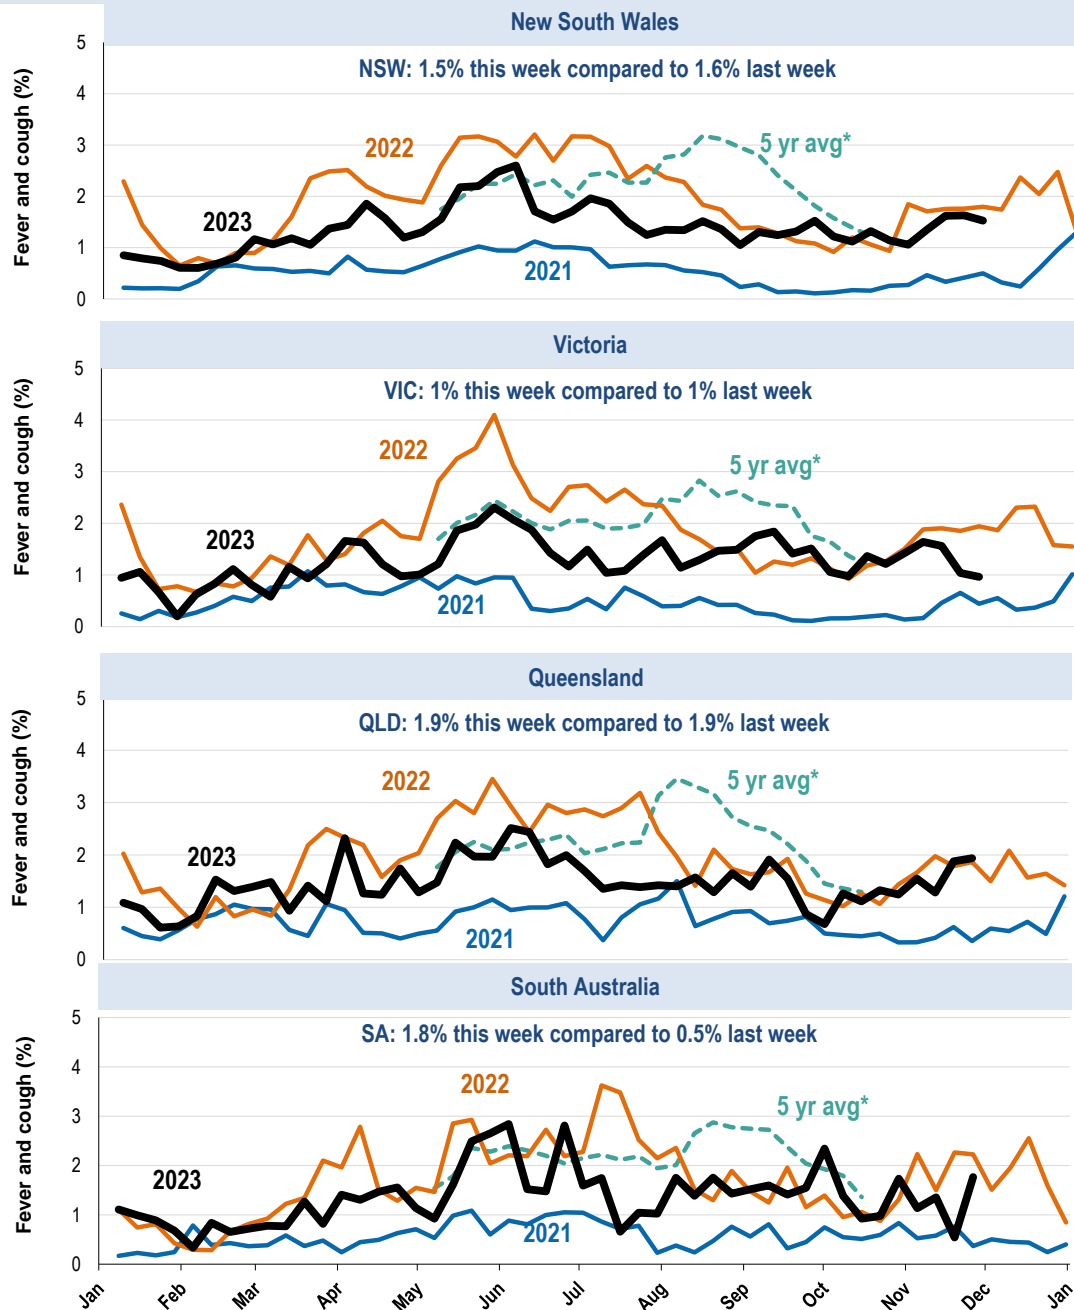 New South Wales
NSW: 1.5% this week compared to 1.6% last week
Fever and cough (%)
5
4
3
2
1
0
2022
5 yr avg*
2023
2021
Victoria
VIC: 1% this week compared to 1% last week
Fever and cough (%)
5
4
3
2
1
0
2022
5 yr avg*
2023
2021
Queensland
QLD: 1.9% this week compared to 1.9% last week
Fever and cough (%)
5
4
3
2
1
0
2022
5 yr avg*
2023
2021
South Australia
SA: 1.8% this week compared to 0.5% last week
Fever and cough (%)
5
4
3
2
1
0
2022
5 yr avg*
2023
2021
Jan Feb Mar Apr May Jun Jul Aug Sep Oct Nov Dec Jan